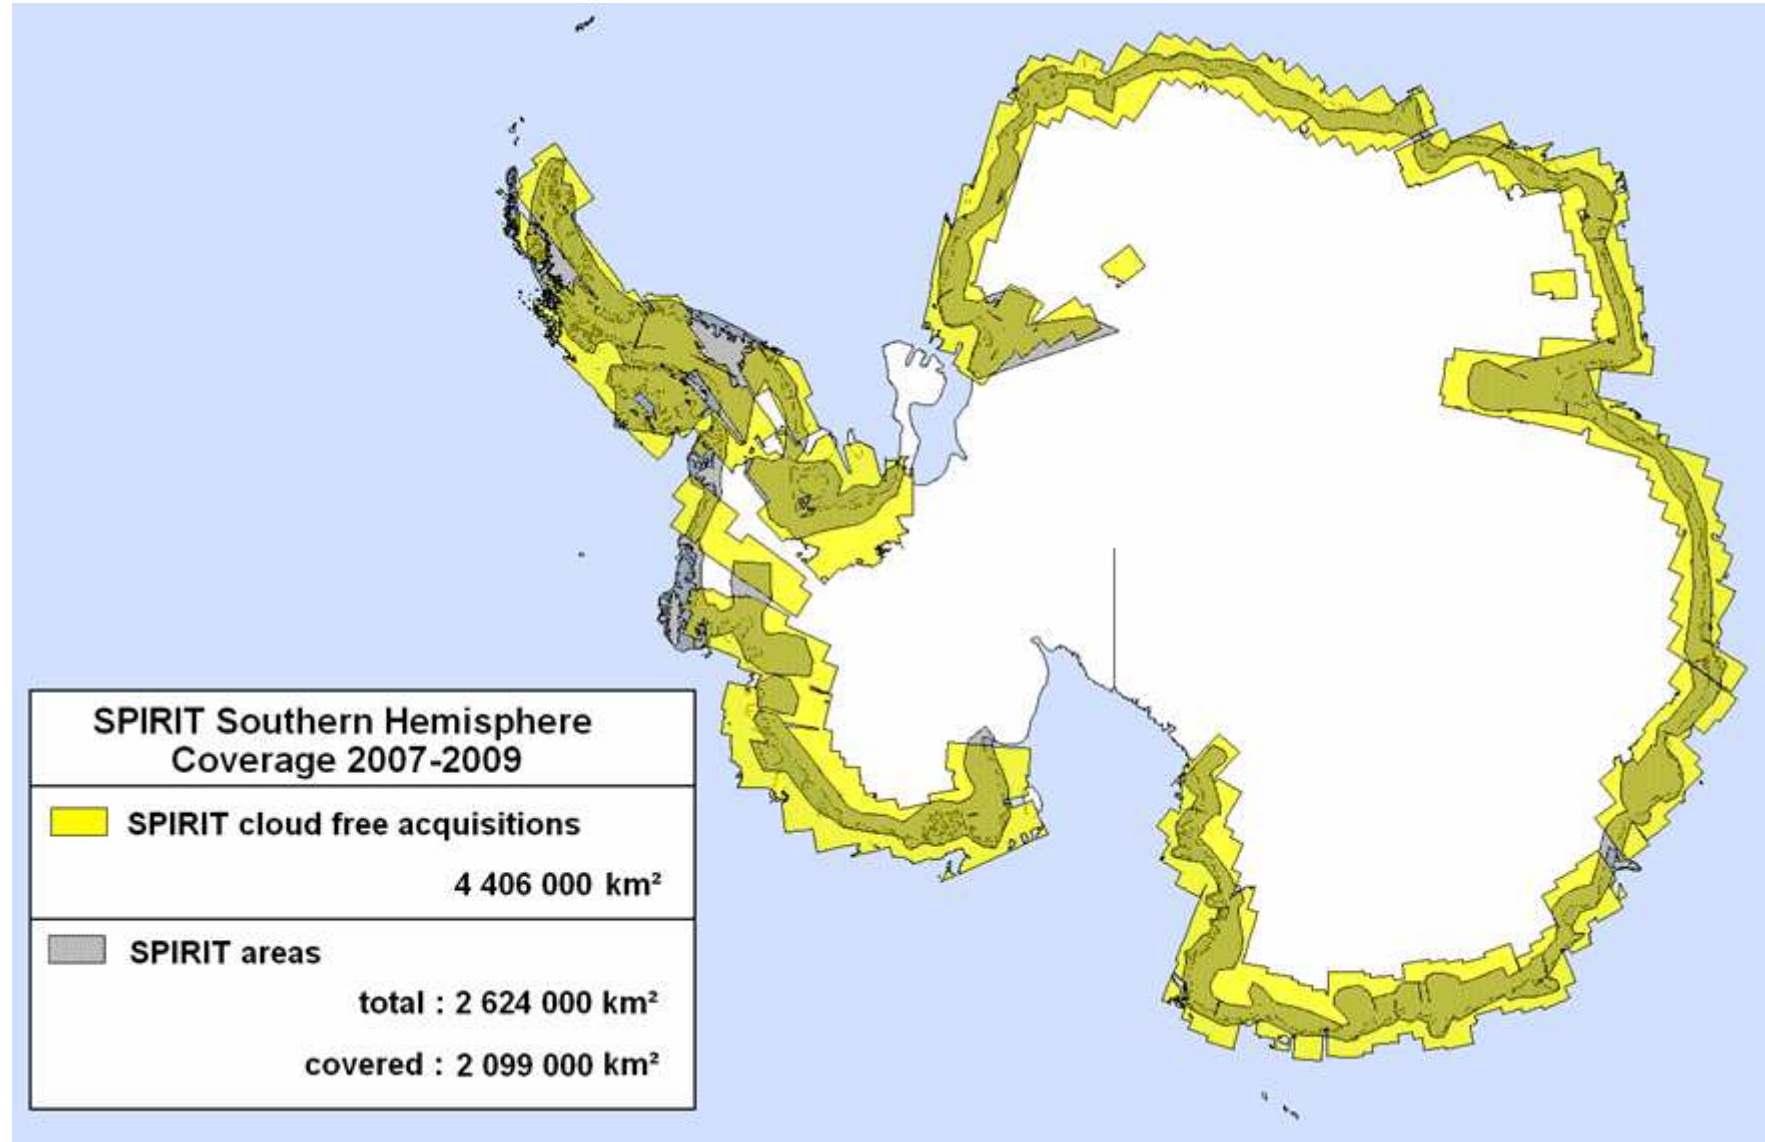 SPIRIT Southern Hemisphere
Coverage 2007-2009
SPIRIT cloud free acquisitions
4 406 000 km²
SPIRIT areas
total : 2 624 000 km²
covered : 2 099 000 km²